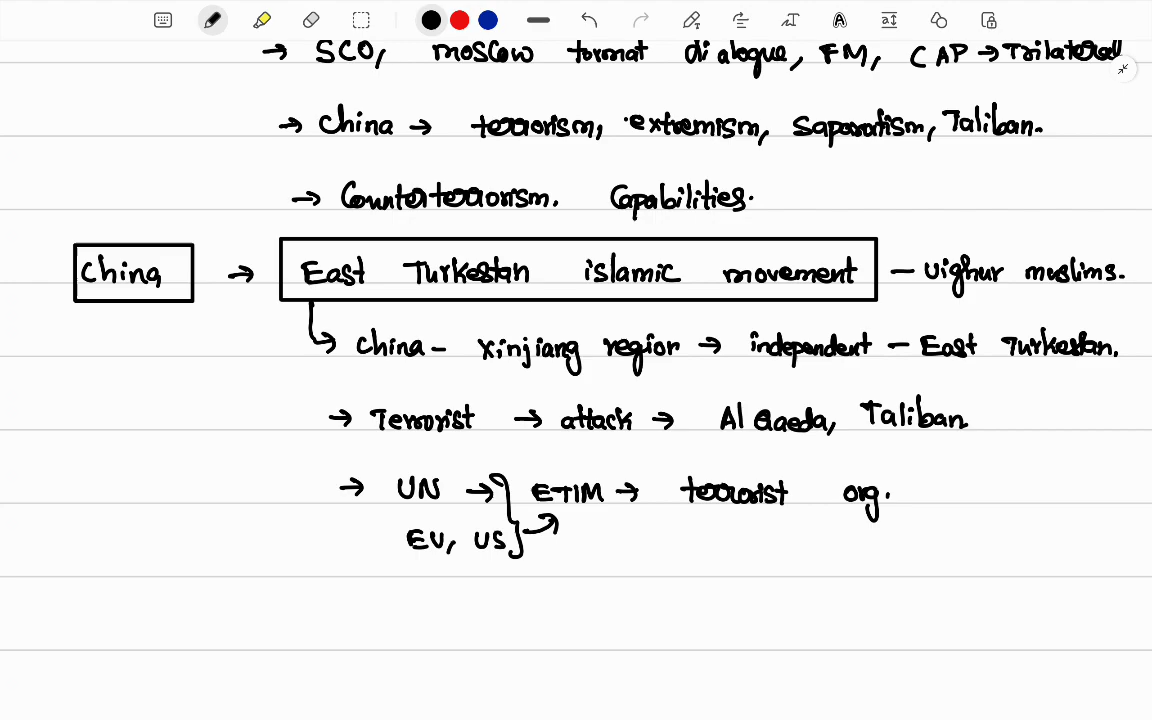 → SCO, moscow format dialogue, FM, CAP → Trilateral
→ China → terrorism, extremism, Saparatism, Taliban.
→ Counterterrorism. Capabilities.
China → East Turkestan islamic movement - uighur muslims.
→ China - xinjiang region → independent - East Turkestan.
→ Terrorist → attack → Al Qaeda, Taliban
→ UN → ETIM → terrorist org.
EU, US} →